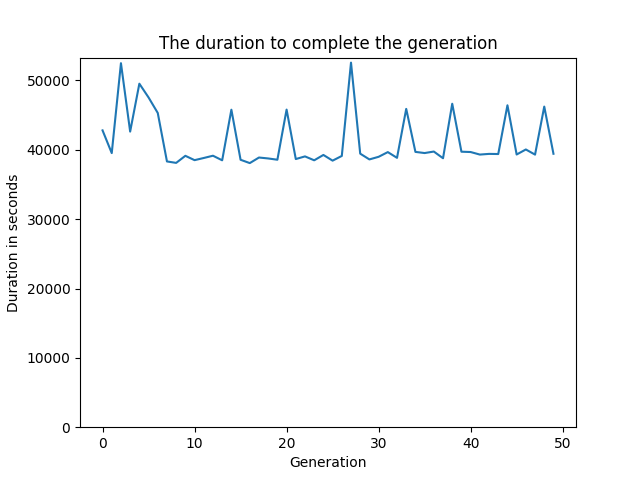 The duration to complete the generation
50000
40000
30000
20000
10000
0
Duration in seconds
0 10 20 30 40 50
Generation